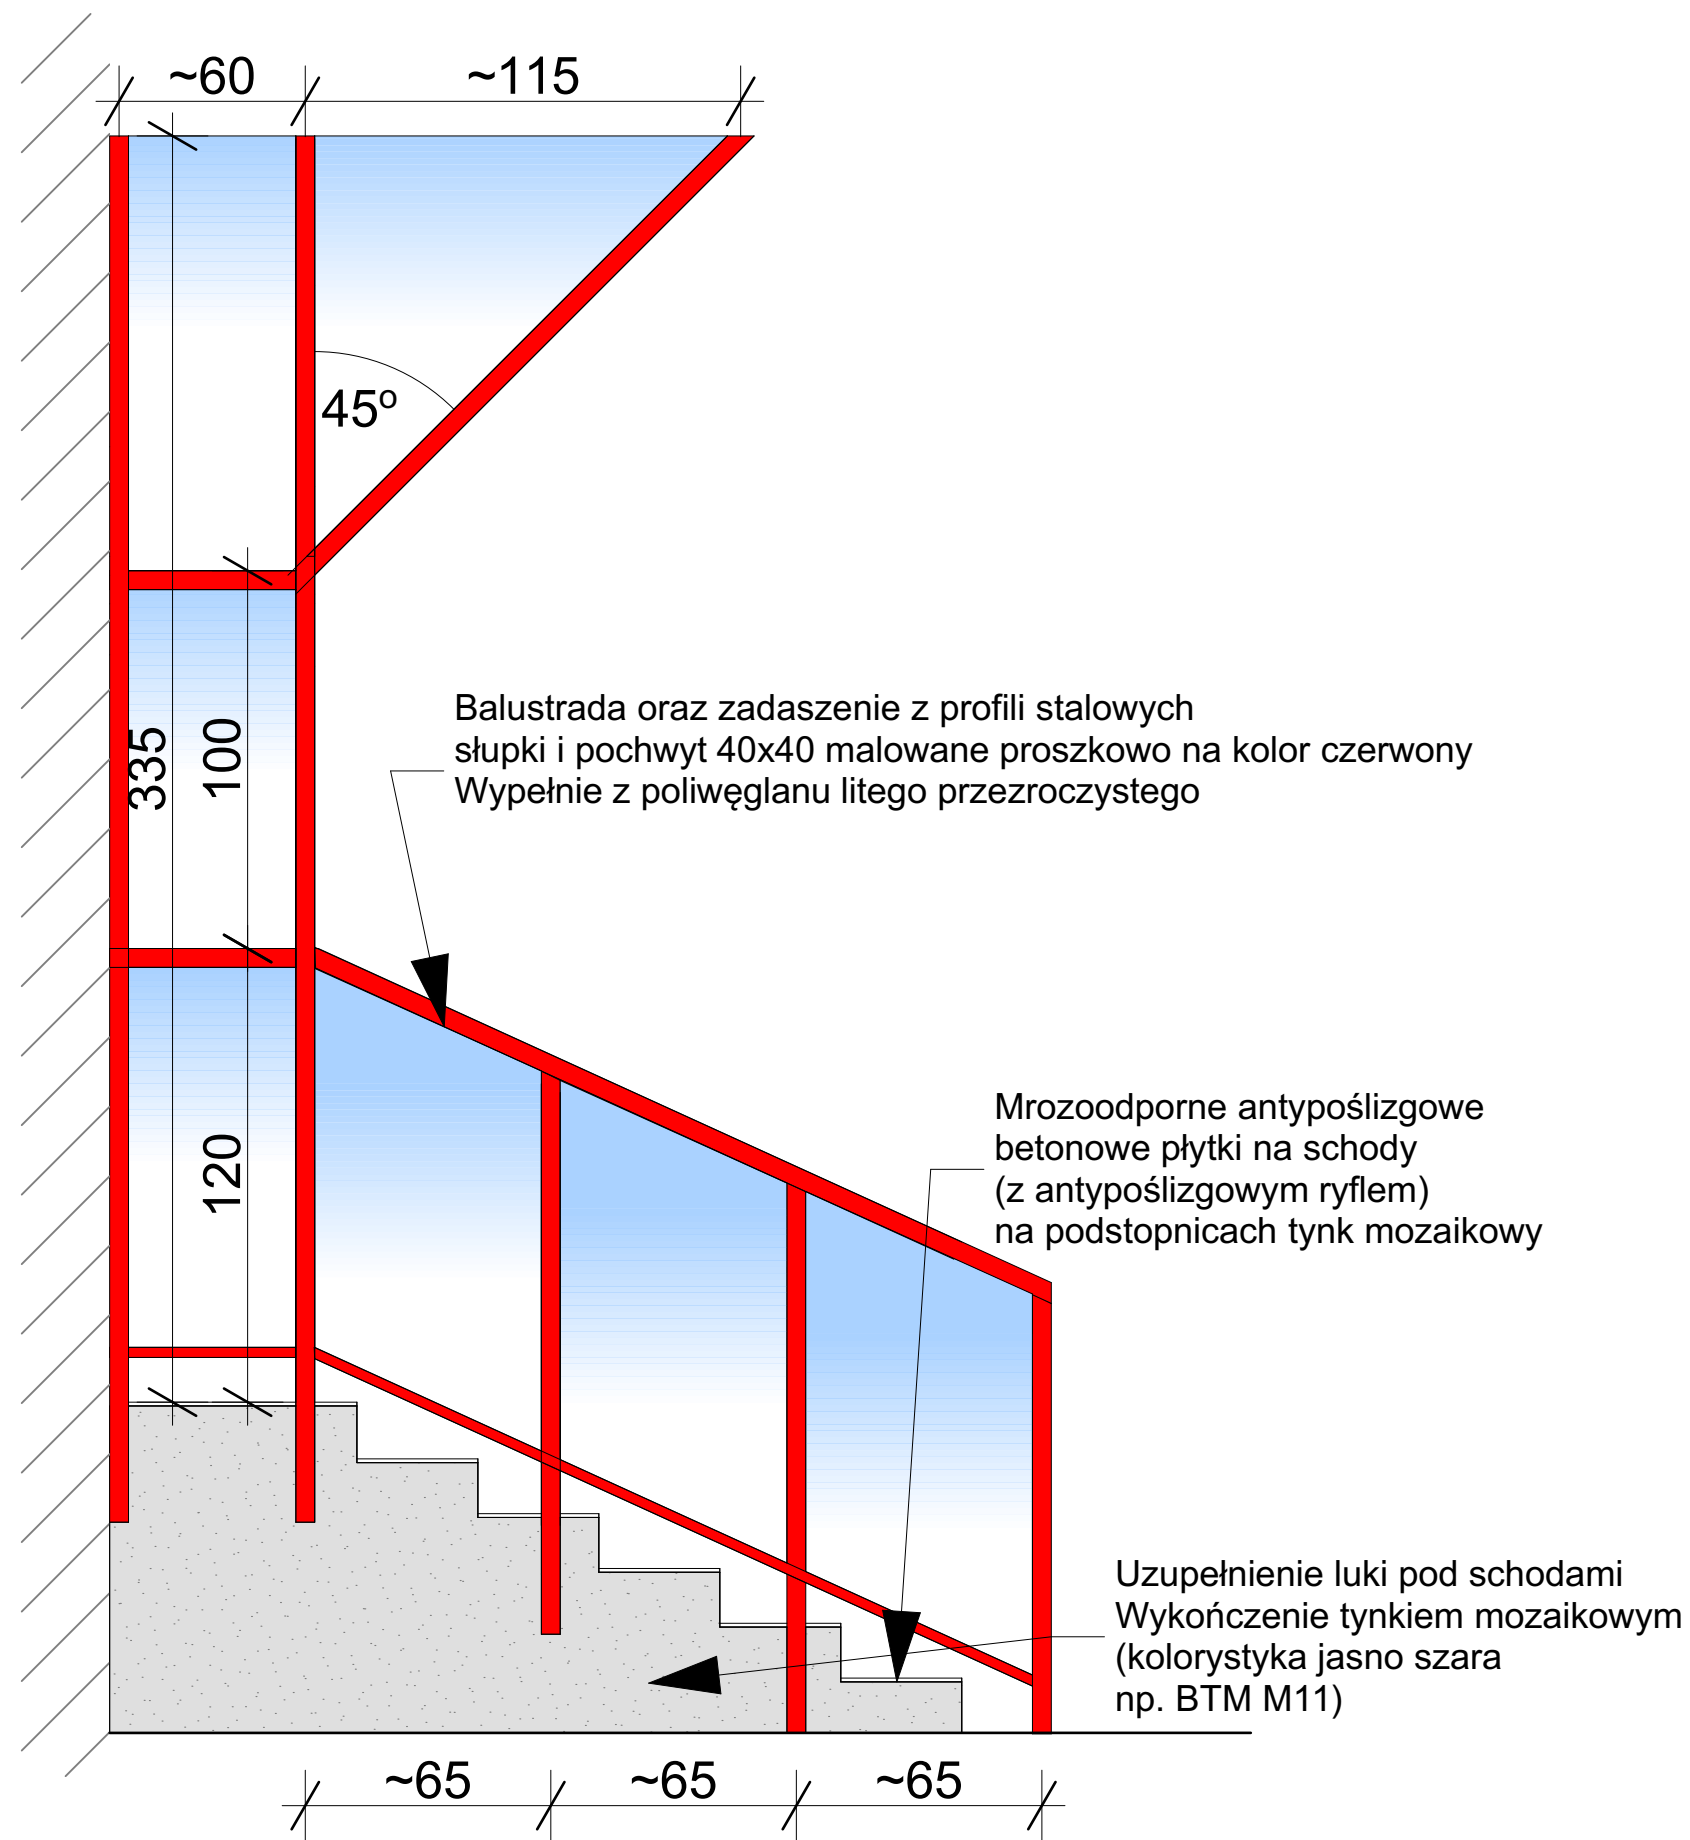 ~60
~115
45º
335
100
Balustrada oraz zadaszenie z profili stalowych
słupki i pochwyt 40x40 malowane proszkowo na kolor czerwony
Wypełnie z poliwęglanu litego przezroczystego
120
Mrozoodporne antypoślizgowe
betonowe płytki na schody
(z antypoślizgowym ryflem)
na podstopnicach tynk mozaikowy
Uzupełnienie luki pod schodami
Wykończenie tynkiem mozaikowym
(kolorystyka jasno szara
np. BTM M11)
~65
~65
~65